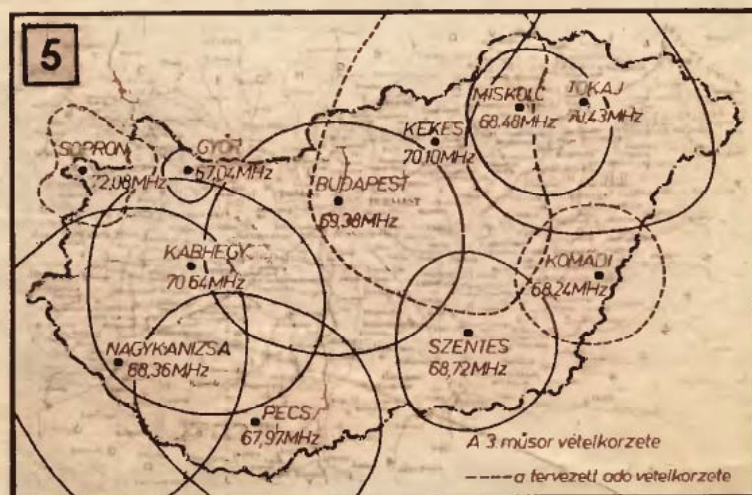 5
MISKOLC
68,48MHz
TOKAJ
70,43MHz
KÉKES
70,10MHz
SOPRON
72,08MHz
GYŐR
67,04MHz
BUDAPEST
69,38MHz
KABHEGY
70,64MHz
KOMÁDI
68,24MHz
NAGYKANIZSA
68,36MHz
SZENTES
68,72MHz
PÉCS
67,97MHz
A 3. műsor vételkörzete
a tervezett adó vételkörzete